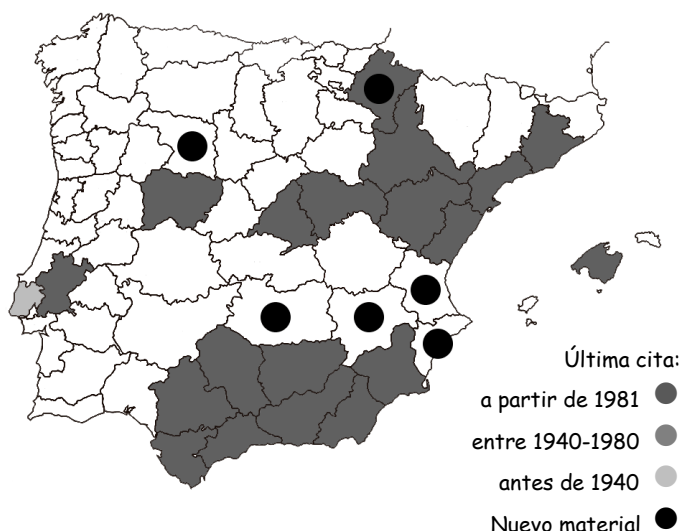 Última cita:
a partir de 1981
entre 1940-1980
antes de 1940
Nuevo material